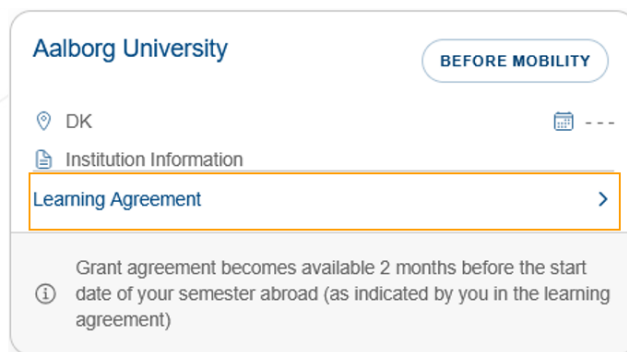 Aalborg University
BEFORE MOBILITY
DK
---
Institution Information
Learning Agreement
Grant agreement becomes available 2 months before the start
date of your semester abroad (as indicated by you in the learning
agreement)